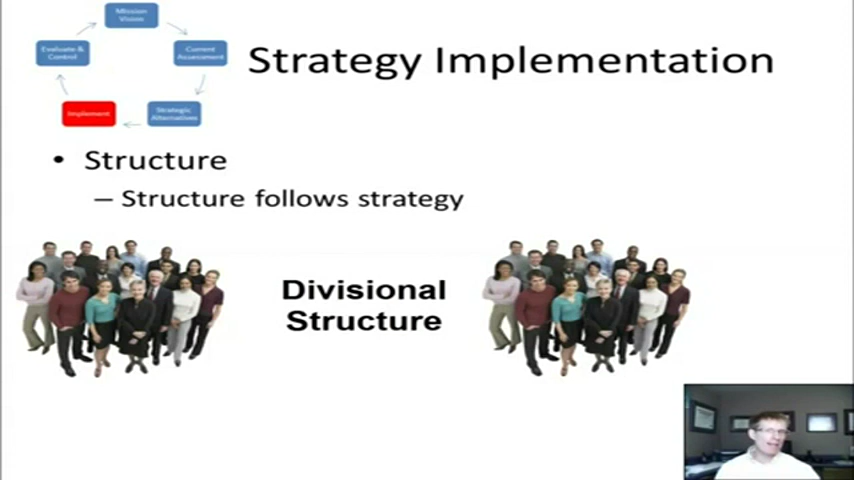 Mission
Vision
Evaluate &
Control
Current
Assessment
Strategy Implementation
Implement
Strategic
Alternatives
• Structure
– Structure follows strategy
Divisional
Structure